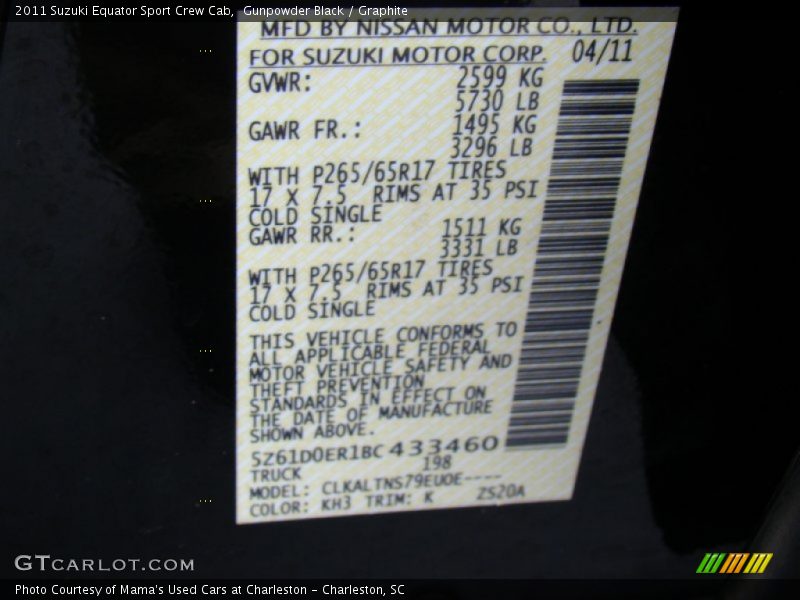 2011 Suzuki Equator Sport Crew Cab, Gunpowder Black / Graphite
MFD BY NISSAN MOTOR CO., LTD.
FOR SUZUKI MOTOR CORP. 04/11
GVWR: 2599 KG
5730 LB
GAWR FR.: 1495 KG
3296 LB
WITH P265/65R17 TIRES
17 X 7.5 RIMS AT 35 PSI
COLD SINGLE
GAWR RR.: 1511 KG
3331 LB
WITH P265/65R17 TIRES
17 X 7.5 RIMS AT 35 PSI
COLD SINGLE
THIS VEHICLE CONFORMS TO
ALL APPLICABLE FEDERAL
MOTOR VEHICLE SAFETY AND
THEFT PREVENTION
STANDARDS IN EFFECT ON
THE DATE OF MANUFACTURE
SHOWN ABOVE.
5Z61D0ER1BC433460
TRUCK 198
MODEL: CLKALTNS79EUOE----
COLOR: KH3 TRIM: K ZS20A
GTCARLOT.COM
Photo Courtesy of Mama's Used Cars at Charleston - Charleston, SC